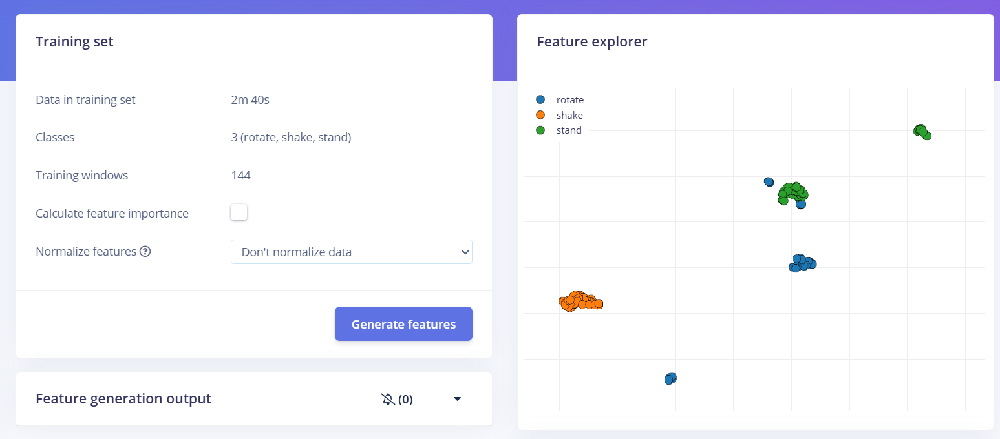 Training set
Data in training set 2m 40s
Classes 3 (rotate, shake, stand)
Training windows 144
Calculate feature importance
Normalize features ? Don't normalize data
Generate features
Feature generation output (0)
Feature explorer
rotate
shake
stand